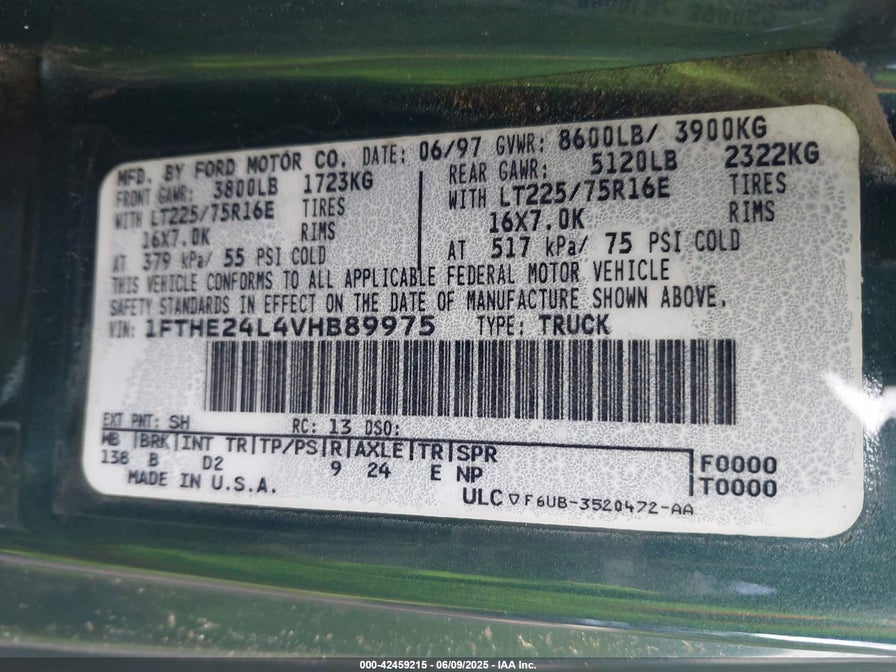 MFD. BY FORD MOTOR CO. DATE: 06/97 GVWR: 8600LB/ 3900KG
FRONT GAWR: 3800LB 1723KG REAR GAWR: 5120LB 2322KG
WITH LT225/75R16E TIRES WITH LT225/75R16E TIRES
16X7.0K RIMS 16X7.0K RIMS
AT 379 kPa/ 55 PSI COLD AT 517 kPa/ 75 PSI COLD
THIS VEHICLE CONFORMS TO ALL APPLICABLE FEDERAL MOTOR VEHICLE
SAFETY STANDARDS IN EFFECT ON THE DATE OF MANUFACTURE SHOWN ABOVE.
VIN: 1FTHE24L4VHB89975 TYPE: TRUCK
EXT PNT: SH RC: 13 DSO:
WB |BRK|INT TR|TP/PS|R|AXLE|TR|SPR F0000
138 B D2 9 24 E NP T0000
MADE IN U.S.A.
ULC ▽F6UB-3520472-AA
000-42459215 - 06/09/2025 - IAA Inc.